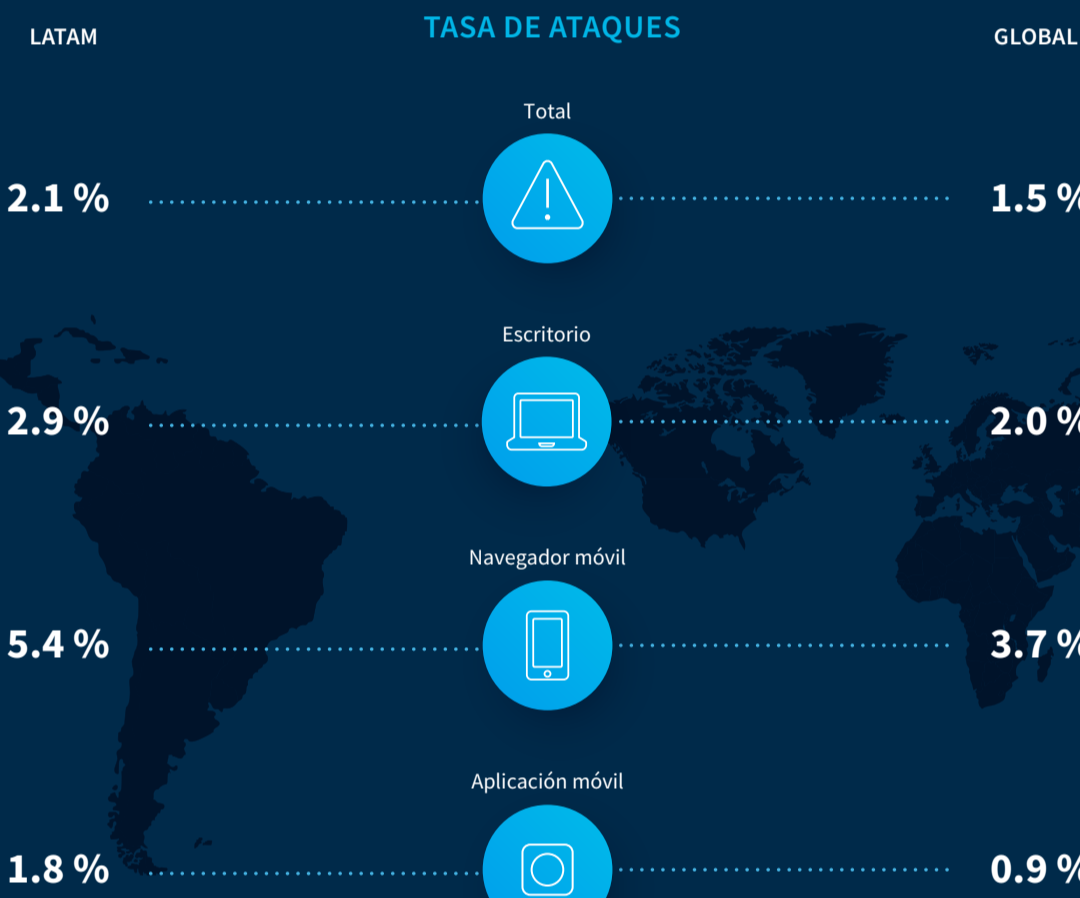 TASA DE ATAQUES
LATAM
GLOBAL
Total
2.1 %
1.5 %
Escritorio
2.9 %
2.0 %
Navegador móvil
5.4 %
3.7 %
Aplicación móvil
1.8 %
0.9 %